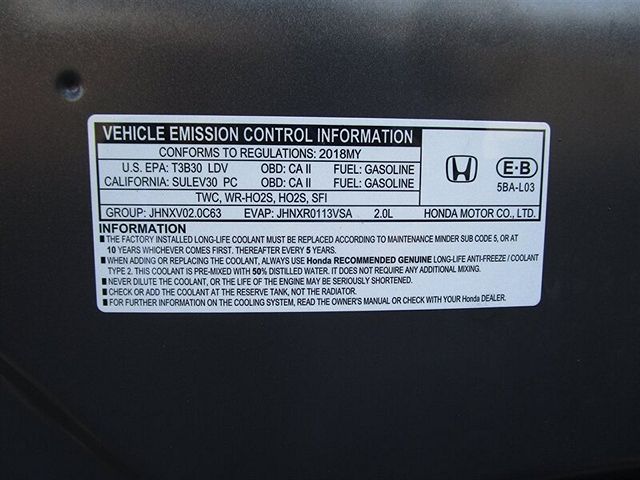 VEHICLE EMISSION CONTROL INFORMATION
CONFORMS TO REGULATIONS: 2018MY
U.S. EPA: T3B30 LDV OBD: CA II FUEL: GASOLINE
CALIFORNIA: SULEV30 PC OBD: CA II FUEL: GASOLINE
TWC, WR-HO2S, HO2S, SFI
GROUP: JHNXV02.0C63 EVAP: JHNXR0113VSA 2.0L
E-B
5BA-L03
HONDA MOTOR CO., LTD.
INFORMATION
■ THE FACTORY INSTALLED LONG-LIFE COOLANT MUST BE REPLACED ACCORDING TO MAINTENANCE MINDER SUB CODE 5, OR AT
10 YEARS WHICHEVER COMES FIRST. THEREAFTER EVERY 5 YEARS.
■ WHEN ADDING OR REPLACING THE COOLANT, ALWAYS USE Honda RECOMMENDED GENUINE LONG-LIFE ANTI-FREEZE / COOLANT
TYPE 2. THIS COOLANT IS PRE-MIXED WITH 50% DISTILLED WATER. IT DOES NOT REQUIRE ANY ADDITIONAL MIXING.
■ NEVER DILUTE THE COOLANT, OR THE LIFE OF THE ENGINE MAY BE SERIOUSLY SHORTENED.
■ CHECK OR ADD THE COOLANT AT THE RESERVE TANK, NOT THE RADIATOR.
■ FOR FURTHER INFORMATION ON THE COOLING SYSTEM, READ THE OWNER'S MANUAL OR CHECK WITH YOUR Honda DEALER.